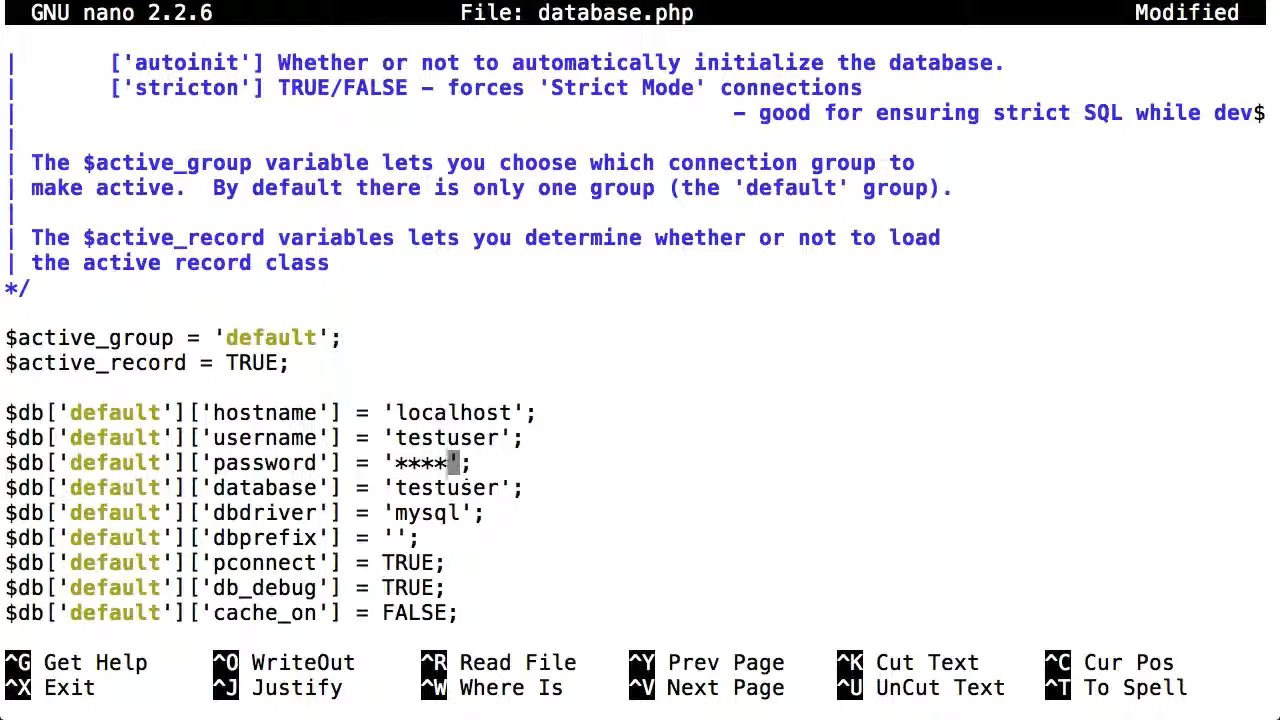 GNU nano 2.2.6 File: database.php Modified
| ['autoinit'] Whether or not to automatically initialize the database.
| ['stricton'] TRUE/FALSE - forces 'Strict Mode' connections
| - good for ensuring strict SQL while dev$
|
| The $active_group variable lets you choose which connection group to
| make active.  By default there is only one group (the 'default' group).
|
| The $active_record variables lets you determine whether or not to load
| the active record class
*/
$active_group = 'default';
$active_record = TRUE;
$db['default']['hostname'] = 'localhost';
$db['default']['username'] = 'testuser';
$db['default']['password'] = '****';
$db['default']['database'] = 'testuser';
$db['default']['dbdriver'] = 'mysql';
$db['default']['dbprefix'] = '';
$db['default']['pconnect'] = TRUE;
$db['default']['db_debug'] = TRUE;
$db['default']['cache_on'] = FALSE;
^G Get Help ^O WriteOut ^R Read File ^Y Prev Page ^K Cut Text ^C Cur Pos
^X Exit ^J Justify ^W Where Is ^V Next Page ^U UnCut Text ^T To Spell